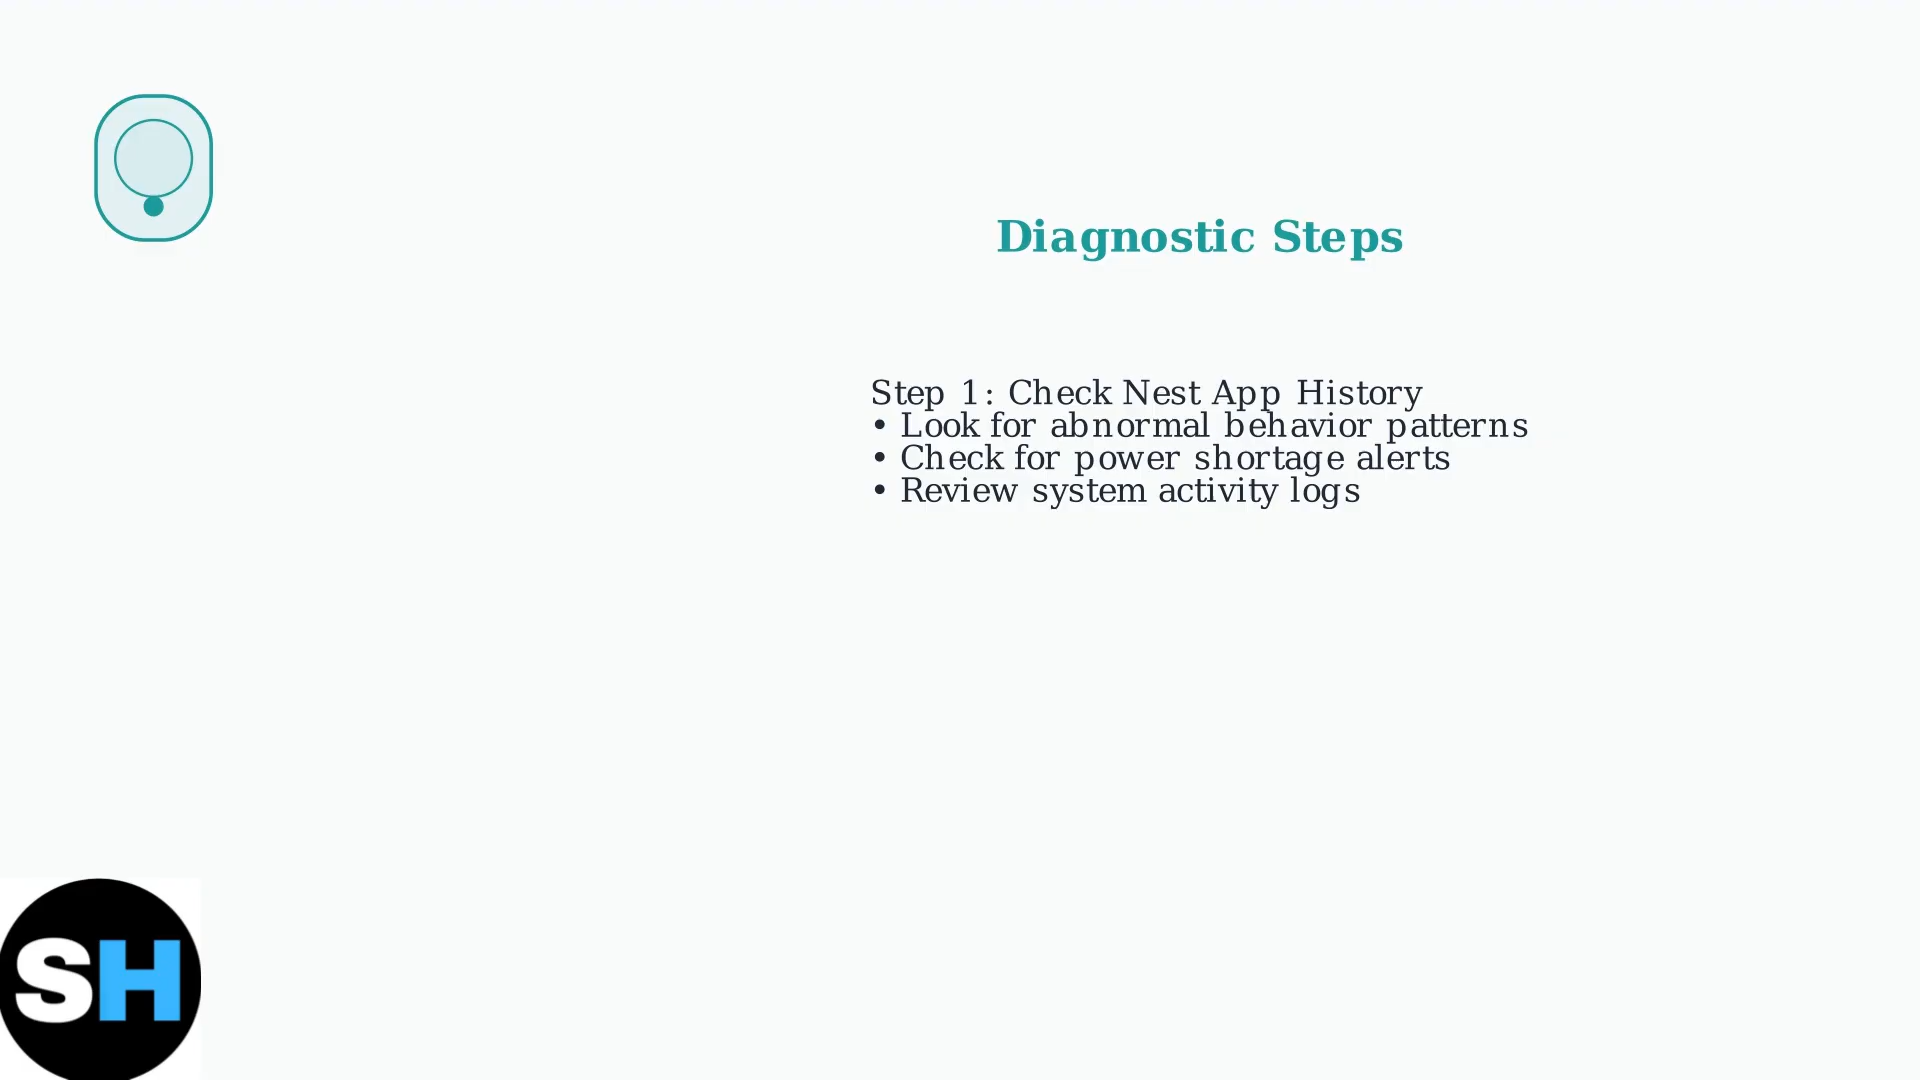 Diagnostic Steps
Step 1: Check Nest App History
• Look for abnormal behavior patterns
• Check for power shortage alerts
• Review system activity logs
SH